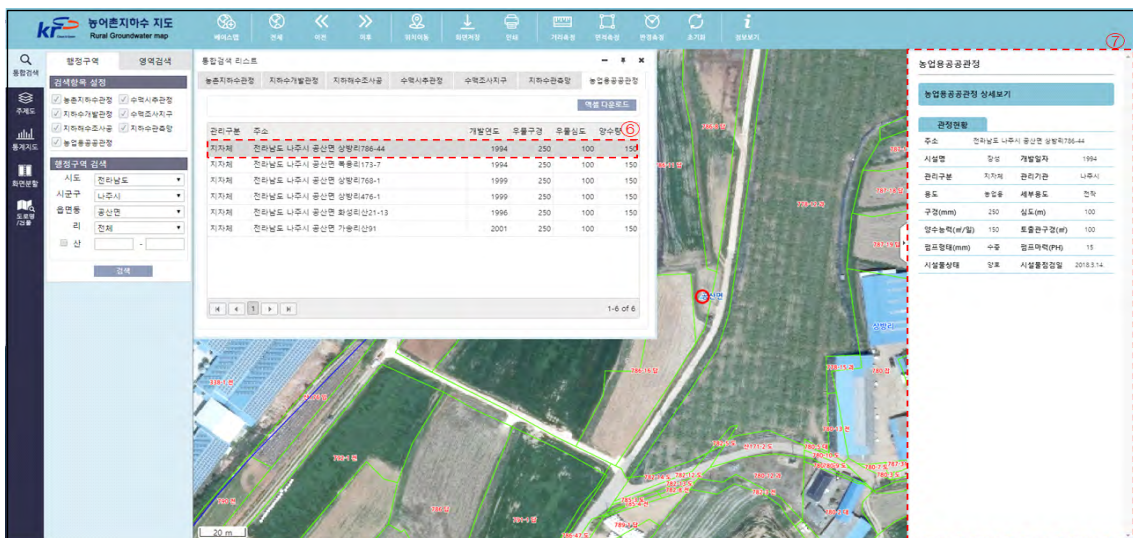 KRC 농어촌지하수 지도
Rural Groundwater map
베이스맵 전체 이전 이후 위치이동 화면저장 인쇄 거리측정 면적측정 반경측정 초기화 정보보기
통합검색
주제도
통계지도
화면분할
도로명
/건물
행정구역 영역검색
검색항목 설정
농촌지하수관정 수맥시추관정
지하수개발관정 수맥조사지구
지하해수조사공 지하수관측망
농업용공공관정
행정구역 검색
시도 전라남도
시군구 나주시
읍면동 공산면
리 전체
산 -
검색
통합검색 리스트
농촌지하수관정 지하수개발관정 지하해수조사공 수맥시추관정 수맥조사지구 지하수관측망 농업용공공관정
엑셀 다운로드
관리구분 주소 개발연도 우물구경 우물심도 양수량
⑥
지자체 전라남도 나주시 공산면 상방리786-44 1994 250 100 150
지자체 전라남도 나주시 공산면 복용리173-7 1994 250 100 150
지자체 전라남도 나주시 공산면 상방리768-1 1999 250 100 150
지자체 전라남도 나주시 공산면 상방리476-1 1999 250 100 150
지자체 전라남도 나주시 공산면 화성리산21-13 1996 250 100 150
지자체 전라남도 나주시 공산면 가송리산91 2001 250 100 150
1
1-6 of 6
공산면
상방리
20 m
⑦
농업용공공관정
농업용공공관정 상세보기
관정현황
주소 전라남도 나주시 공산면 상방리786-44
시설명 장성 개발일자 1994
관리구분 지자체 관리기관 나주시
용도 농업용 세부용도 전작
구경(mm) 250 심도(m) 100
양수능력(㎥/일) 150 토출관구경(㎥) 100
펌프형태(mm) 수중 펌프마력(PH) 15
시설물상태 양호 시설물점검일 2018.3.14.